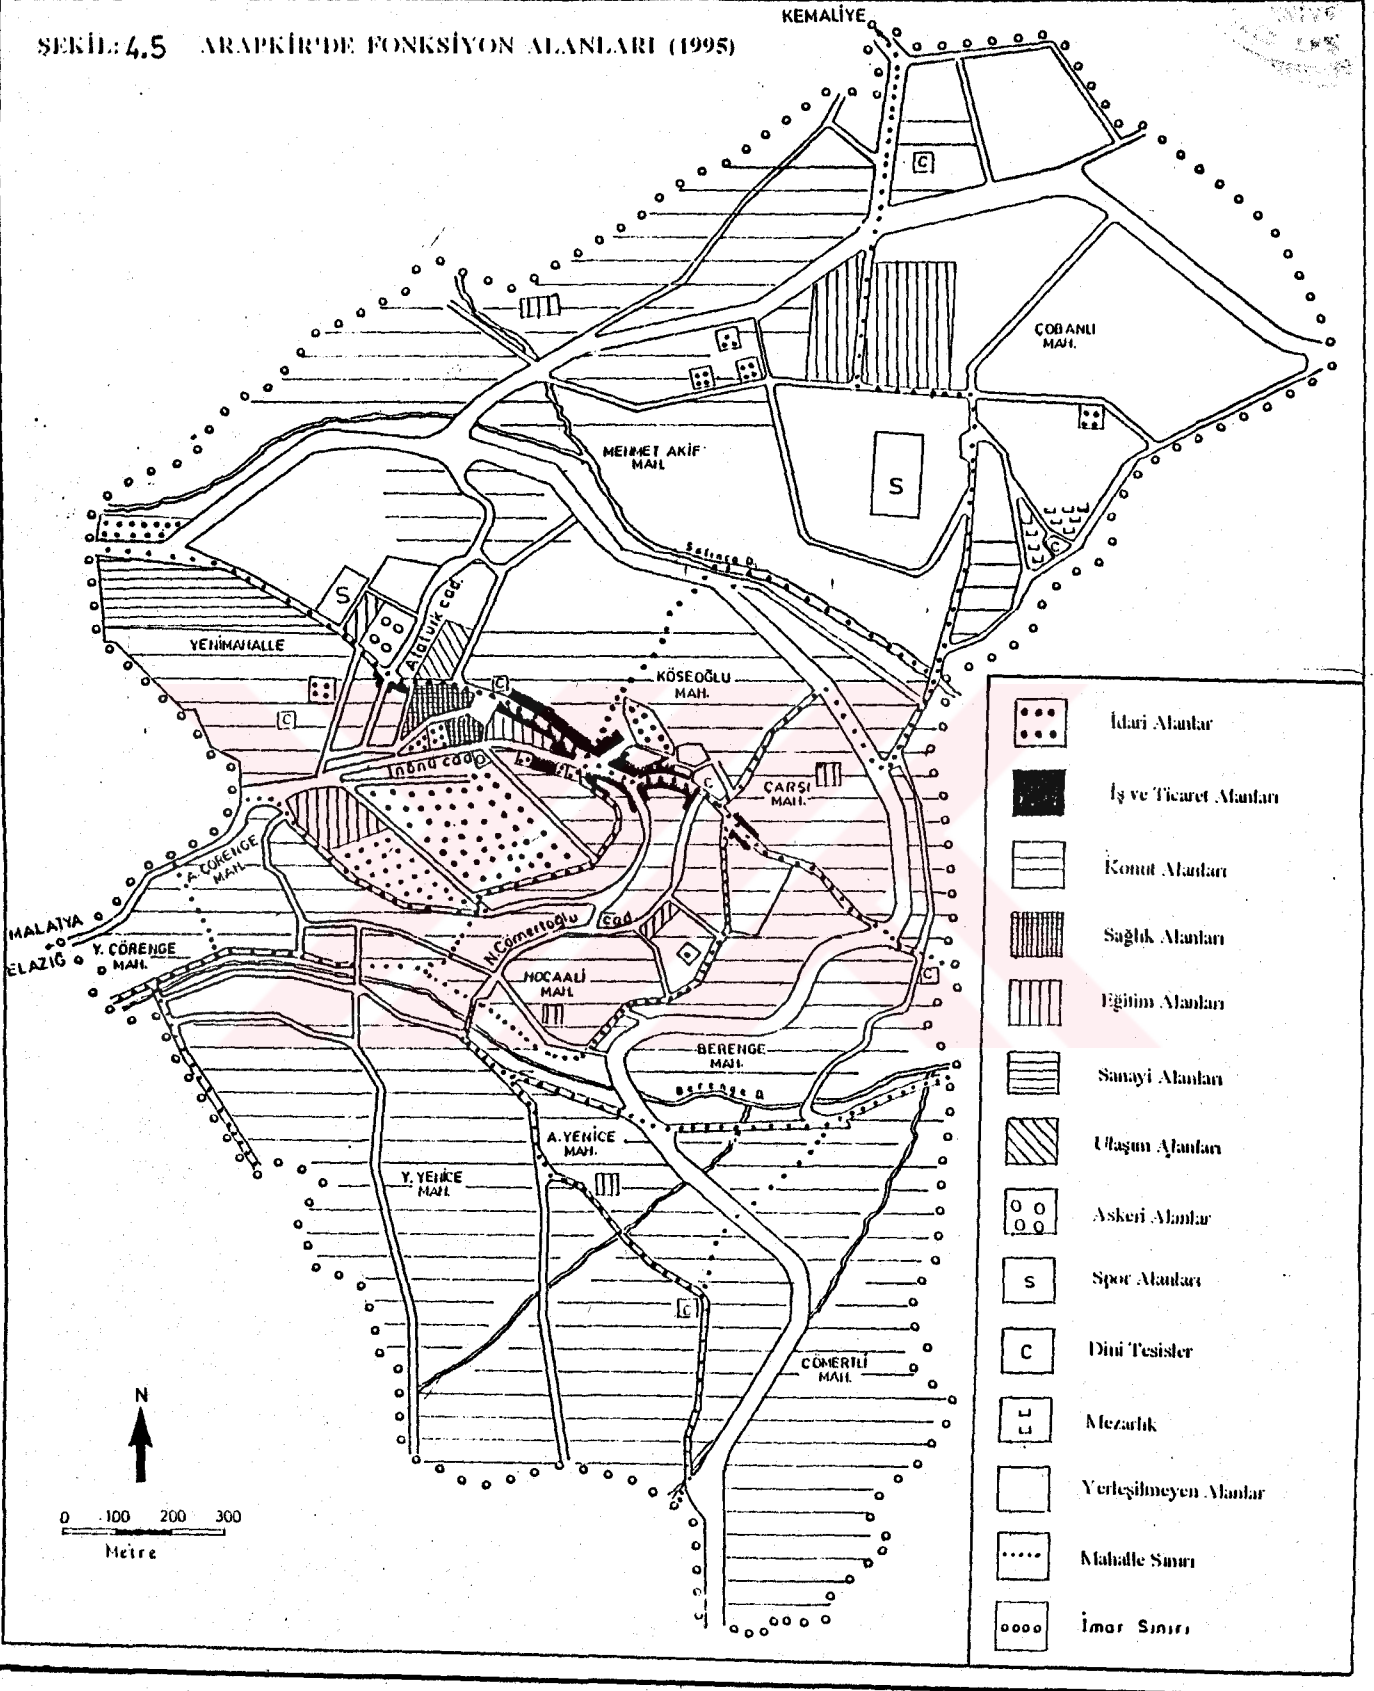 KEMALİYE
ŞEKİL: 4.5 ARAPKİR'DE FONKSİYON ALANLARI (1995)
C
ÇOBANLI
MAH.
MEHMET AKİF
MAH.
S
C
S
Atatürk cad.
YENİMAHALLE
C
KÖSEOĞLU
MAH.
C
İnönü cad
C
ÇARŞI
MAH.
A. ÇÖRENGE
MAH.
MALATYA
ELAZIĞ
Y. ÇÖRENGE
MAH.
N.Cömertoğlu cad
HOCAALİ
MAH.
C
BERENGE
MAH.
Berenge D.
A.YENİCE
MAH.
Y. YENİCE
MAH.
C
CÖMERTLİ
MAH.
N
0 100 200 300
Metre
İdari Alanlar
İş ve Ticaret Alanları
Konut Alanları
Sağlık Alanları
Eğitim Alanları
Sanayi Alanları
Ulaşım Alanları
Askeri Alanlar
S Spor Alanları
C Dini Tesisler
Mezarlık
Yerleşilmeyen Alanlar
Mahalle Sınırı
İmar Sınırı